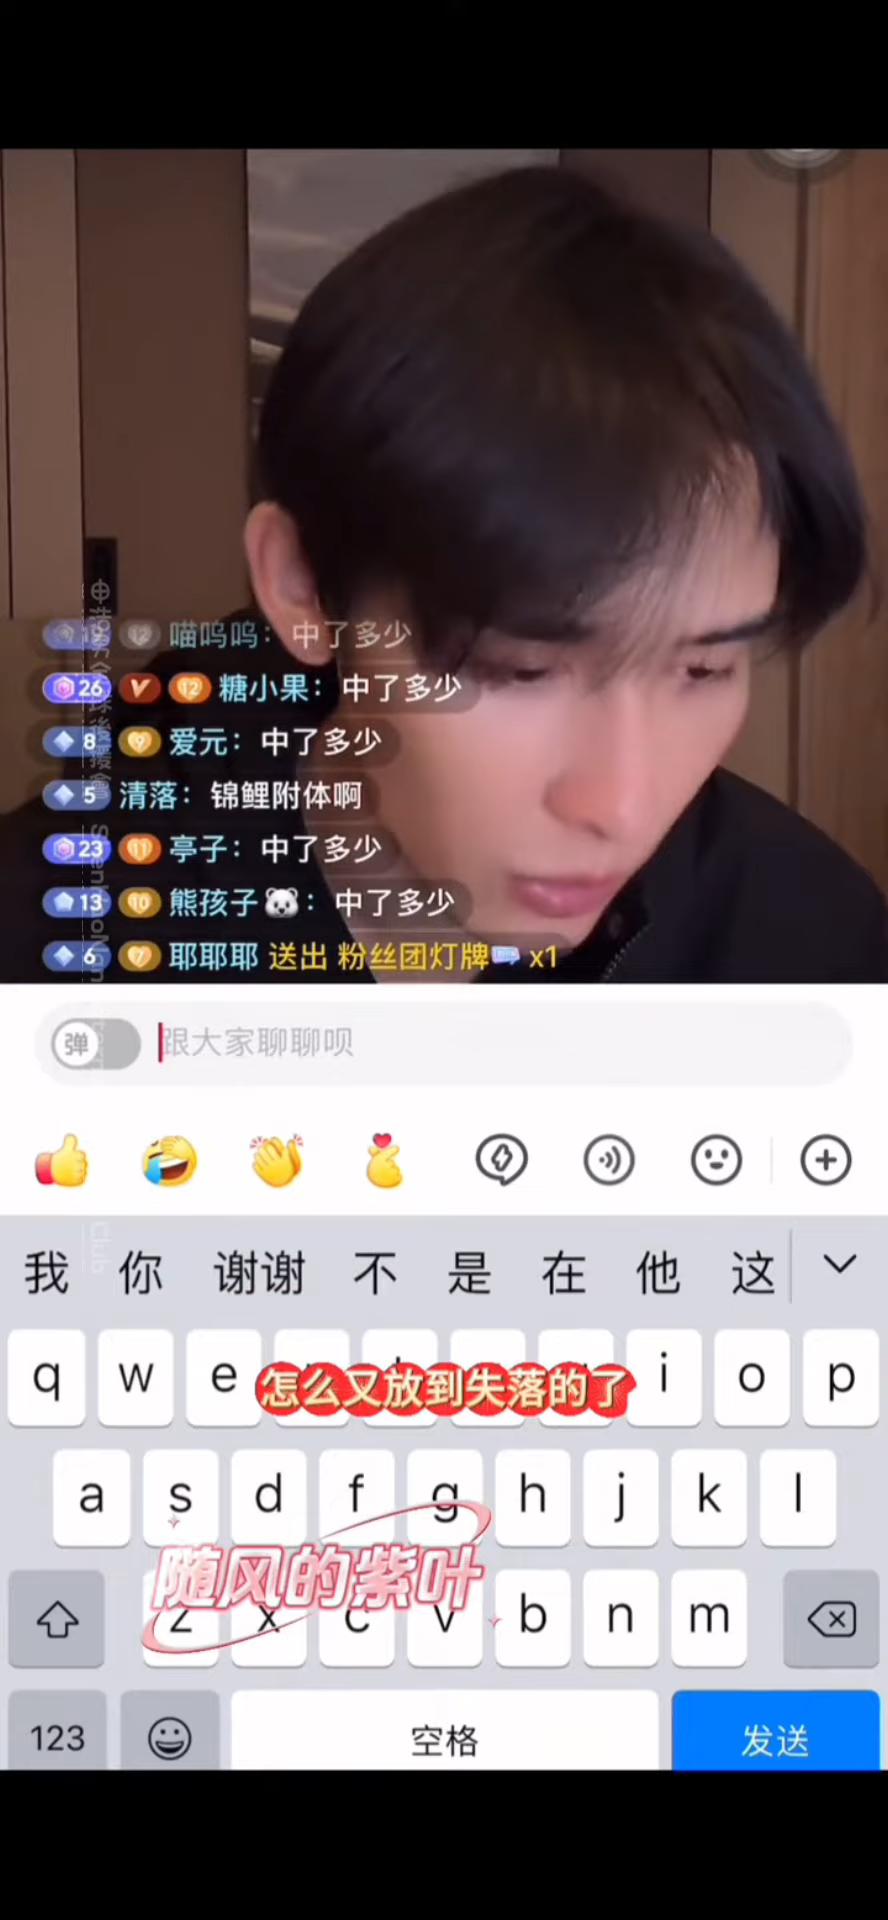 12 喵呜呜：中了多少
26 12 糖小果：中了多少
8 9 爱元：中了多少
5 清落：锦鲤附体啊
23 11 亭子：中了多少
13 10 熊孩子🐼：中了多少
6 7 耶耶耶 送出 粉丝团灯牌 x1
弹 跟大家聊聊呗
我 你 谢谢 不 是 在 他 这
q w e i o p
怎么又放到失落的了
a s d f g h j k l
随风的紫叶
z x c v b n m
123 空格 发送